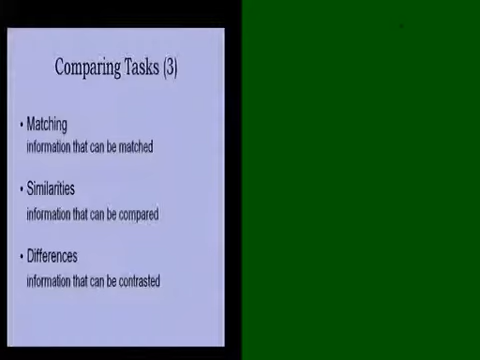 Comparing Tasks (3)
• Matching
information that can be matched
• Similarities
information that can be compared
• Differences
information that can be contrasted